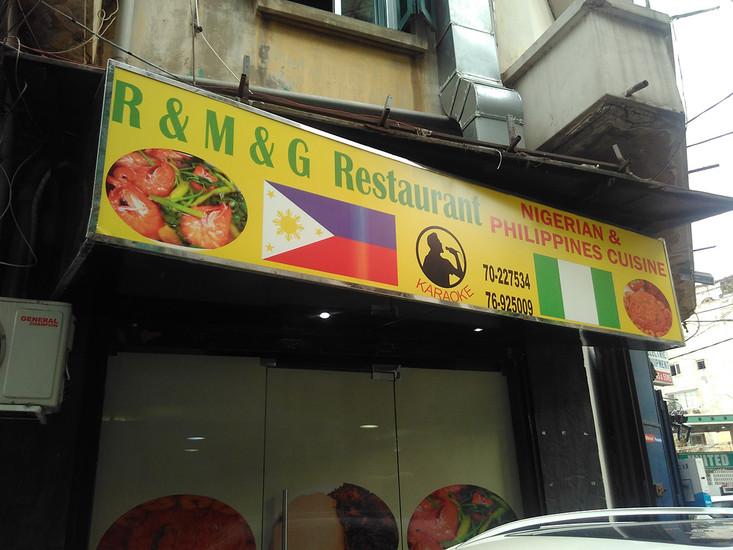 R & M & G Restaurant
NIGERIAN &
PHILIPPINES CUISINE
KARAOKE
70-227534
76-925009
GENERAL